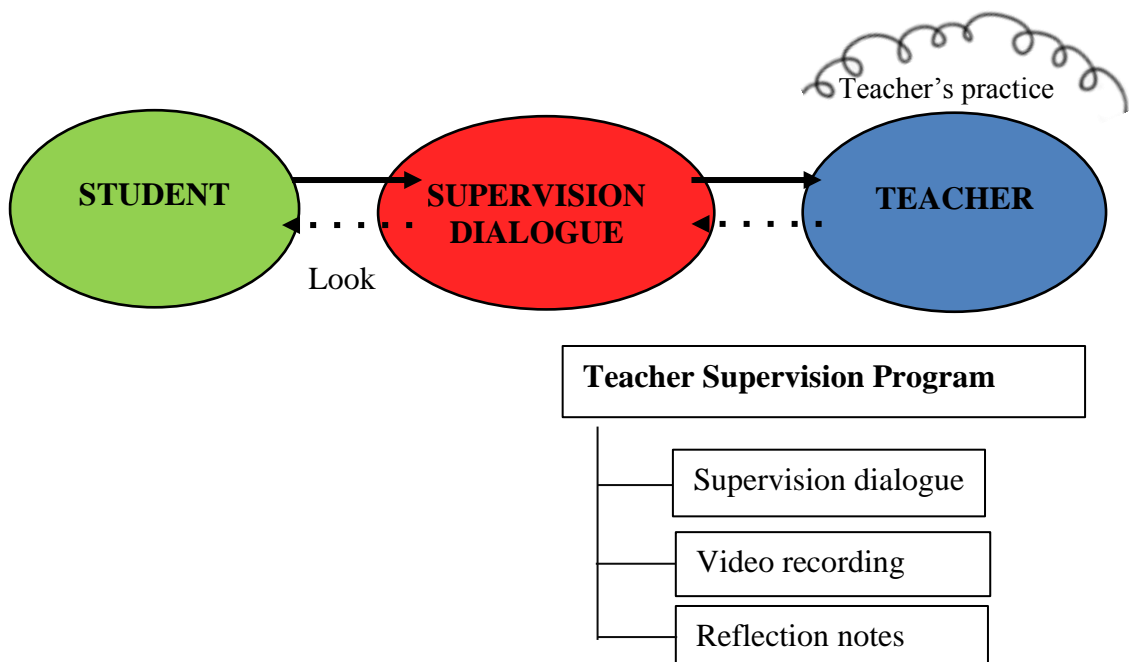 Teacher's practice
STUDENT
SUPERVISION
DIALOGUE
TEACHER
Look
Teacher Supervision Program
Supervision dialogue
Video recording
Reflection notes